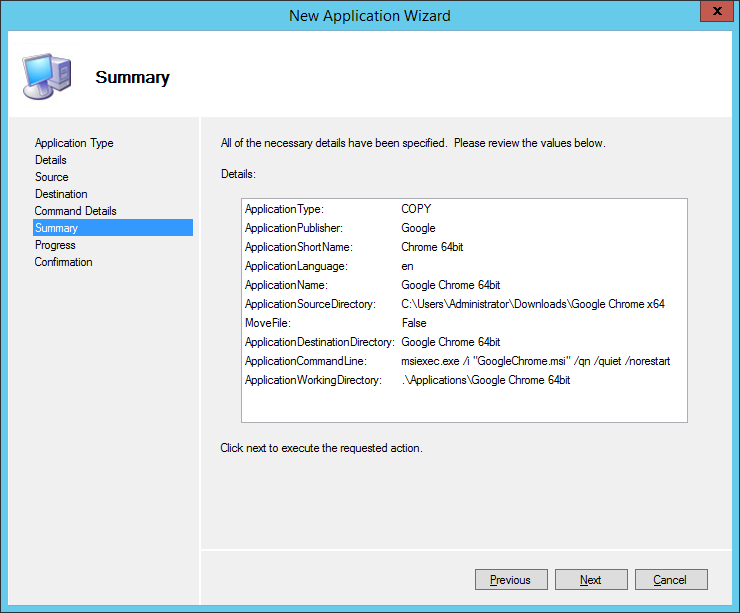 New Application Wizard
x
Summary
Application Type
Details
Source
Destination
Command Details
Summary
Progress
Confirmation
All of the necessary details have been specified.  Please review the values below.
Details:
ApplicationType: COPY
ApplicationPublisher: Google
ApplicationShortName: Chrome 64bit
ApplicationLanguage: en
ApplicationName: Google Chrome 64bit
ApplicationSourceDirectory: C:\Users\Administrator\Downloads\Google Chrome x64
MoveFile: False
ApplicationDestinationDirectory: Google Chrome 64bit
ApplicationCommandLine: msiexec.exe /i "GoogleChrome.msi" /qn /quiet /norestart
ApplicationWorkingDirectory: .\Applications\Google Chrome 64bit
Click next to execute the requested action.
Previous Next Cancel